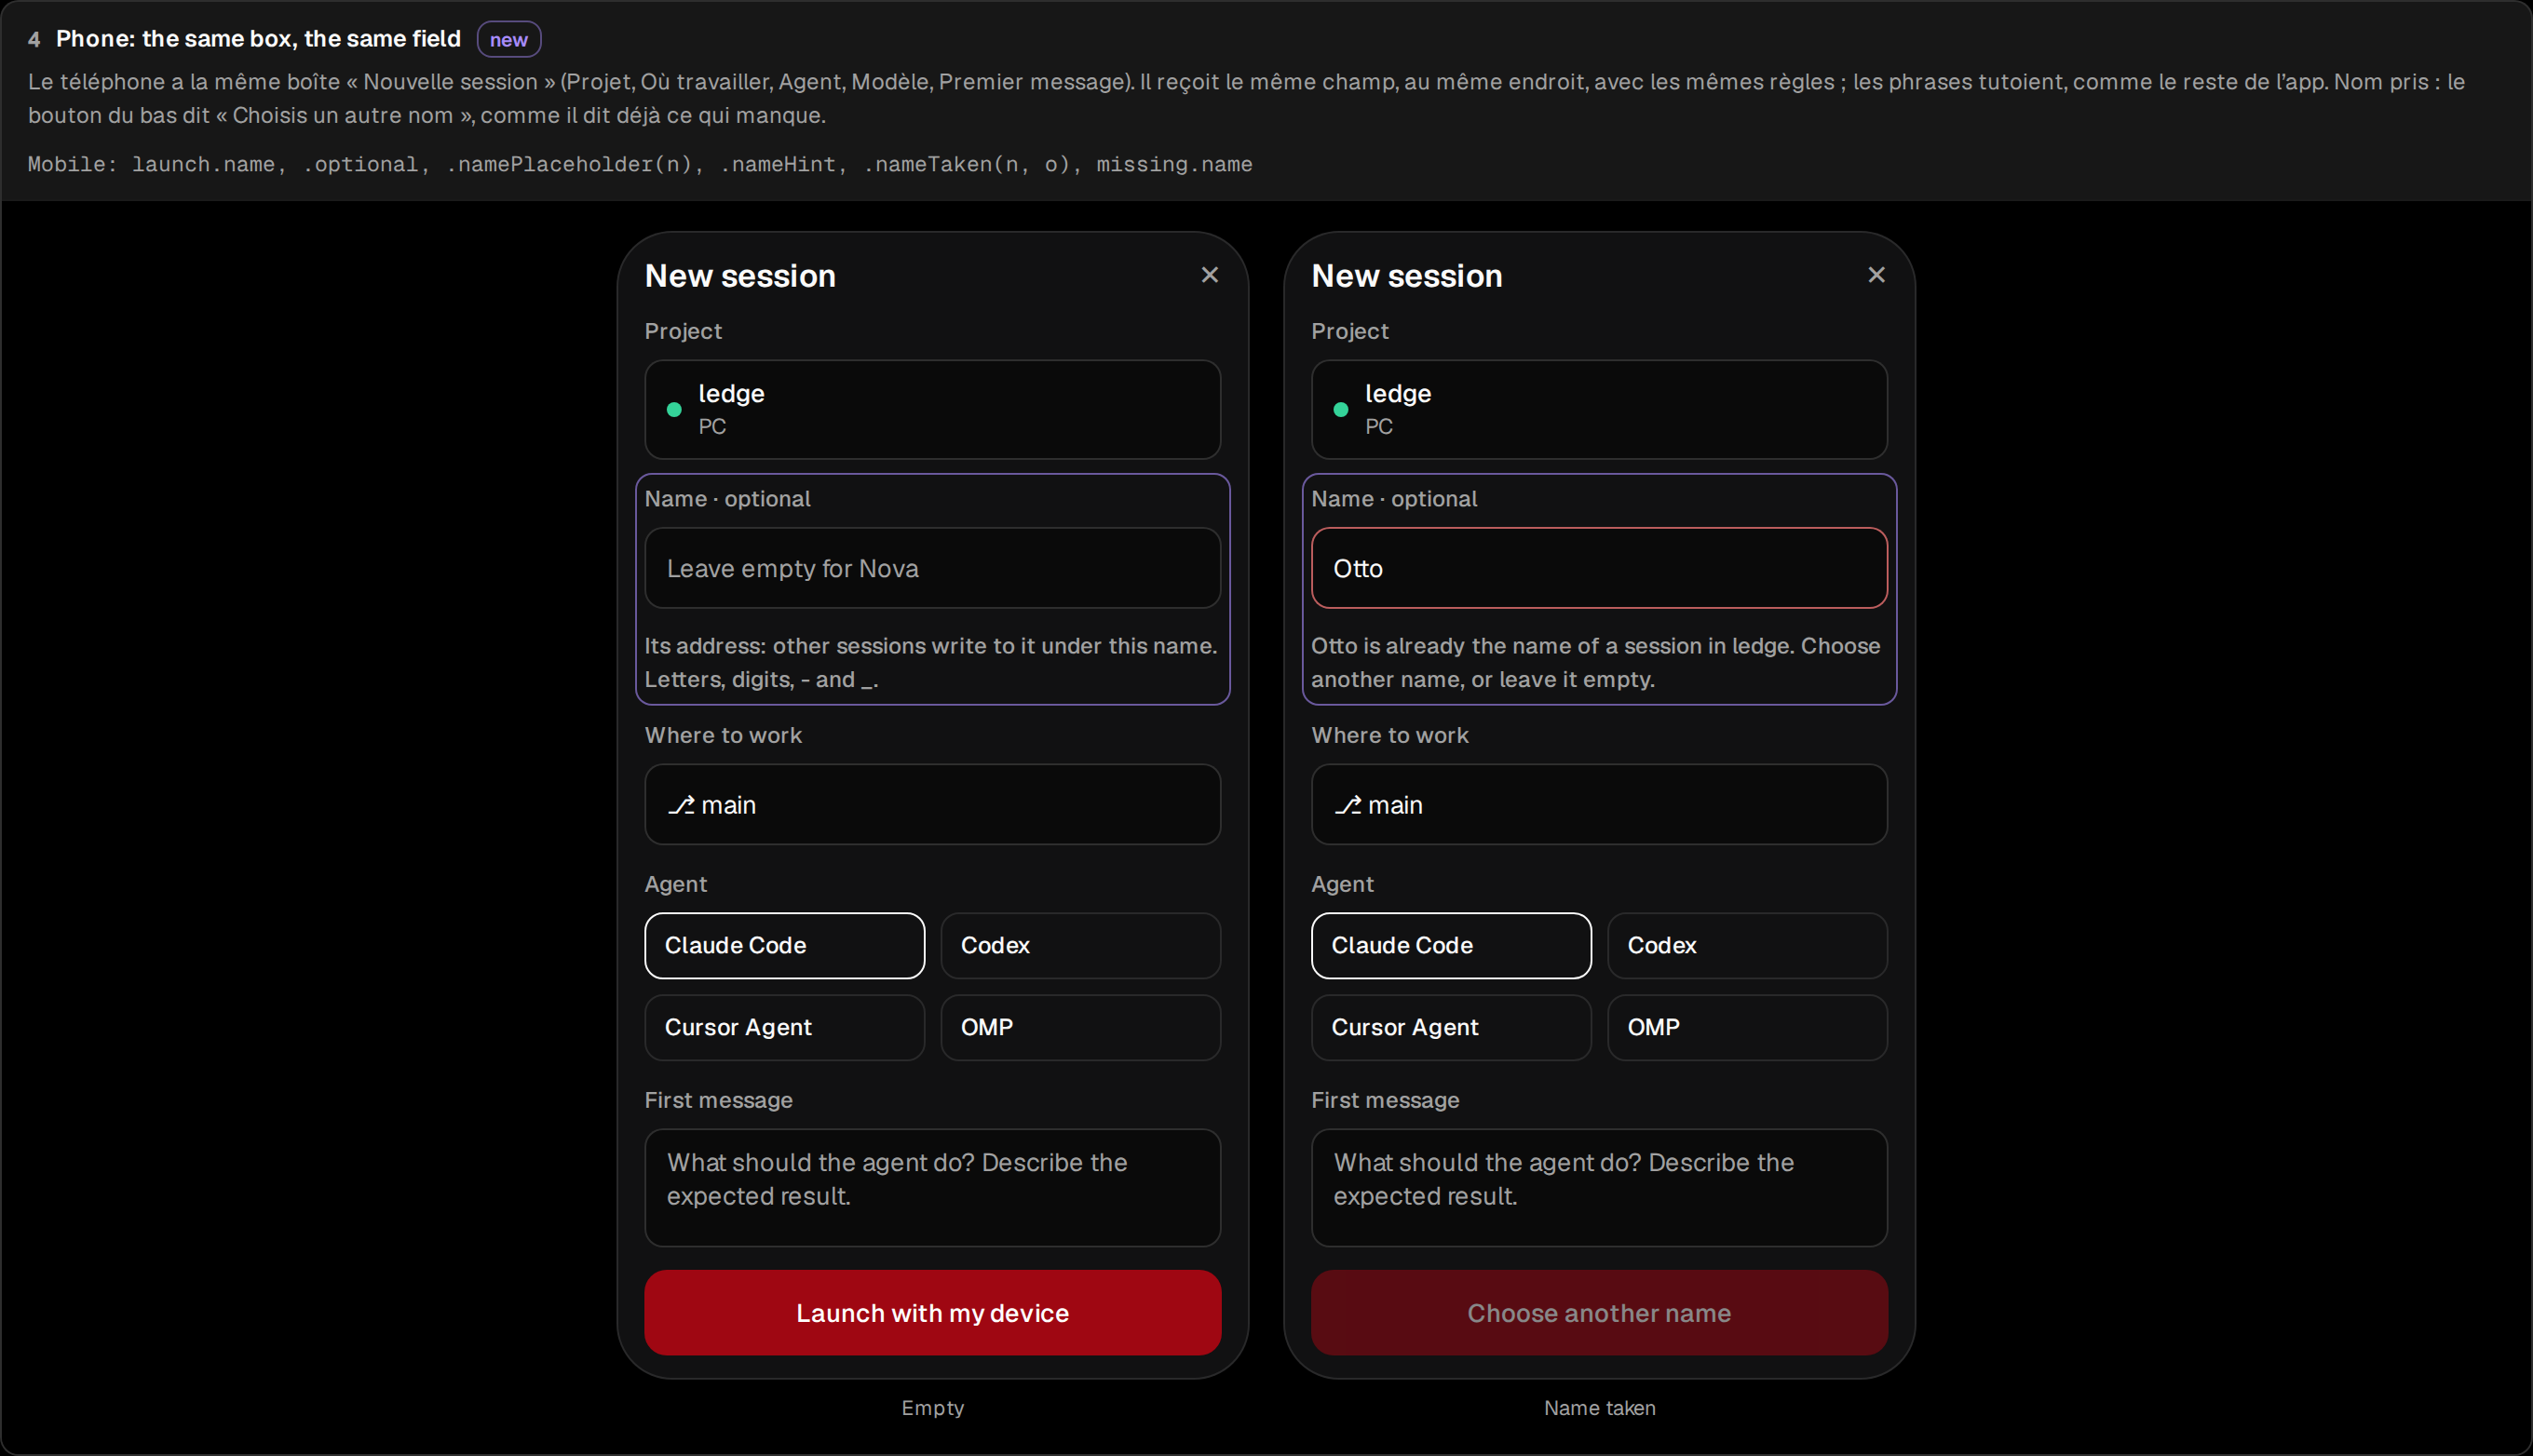 4 Phone: the same box, the same field new
Le téléphone a la même boîte « Nouvelle session » (Projet, Où travailler, Agent, Modèle, Premier message). Il reçoit le même champ, au même endroit, avec les mêmes règles ; les phrases tutoient, comme le reste de l’app. Nom pris : le
bouton du bas dit « Choisis un autre nom », comme il dit déjà ce qui manque.
Mobile: launch.name, .optional, .namePlaceholder(n), .nameHint, .nameTaken(n, o), missing.name
New session ✕
Project
ledge
PC
Name · optional
Leave empty for Nova
Its address: other sessions write to it under this name.
Letters, digits, - and _.
Where to work
⎇ main
Agent
Claude Code Codex
Cursor Agent OMP
First message
What should the agent do? Describe the
expected result.
Launch with my device
Empty
New session ✕
Project
ledge
PC
Name · optional
Otto
Otto is already the name of a session in ledge. Choose
another name, or leave it empty.
Where to work
⎇ main
Agent
Claude Code Codex
Cursor Agent OMP
First message
What should the agent do? Describe the
expected result.
Choose another name
Name taken